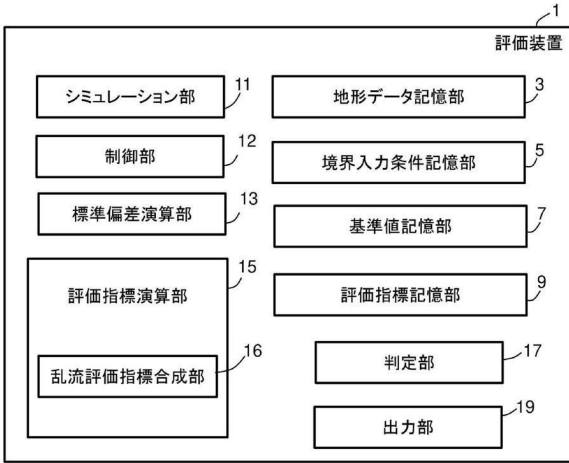 1
評価装置
シミュレーション部
11
地形データ記憶部
3
制御部
12
境界入力条件記憶部
5
標準偏差演算部
13
基準値記憶部
7
評価指標演算部
15
評価指標記憶部
9
乱流評価指標合成部
16
判定部
17
出力部
19